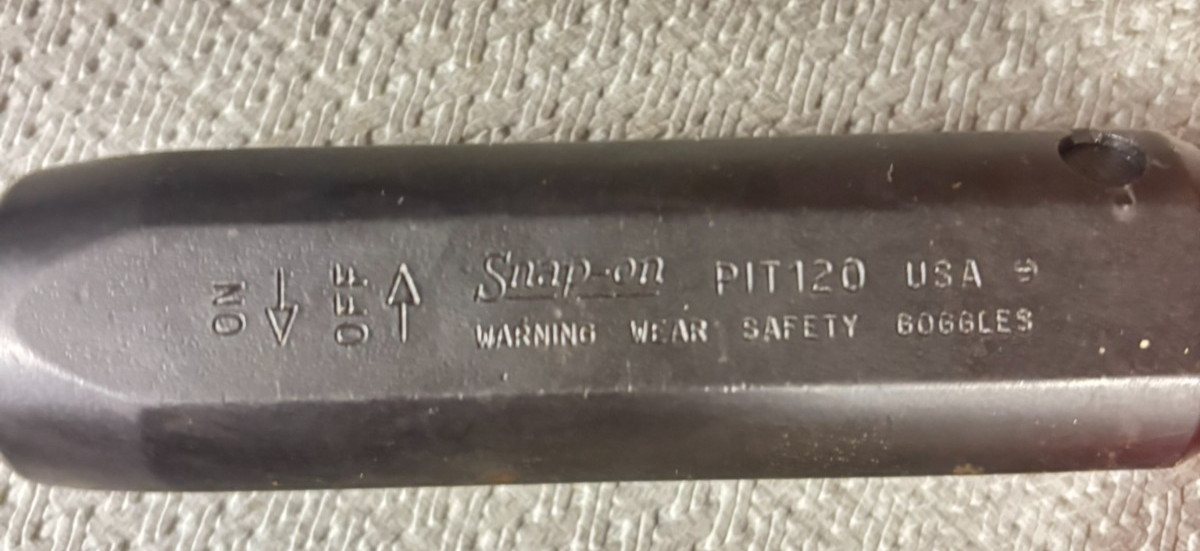 ON ↓ OFF ↑
Snap-on PIT120 USA
WARNING WEAR SAFETY GOGGLES